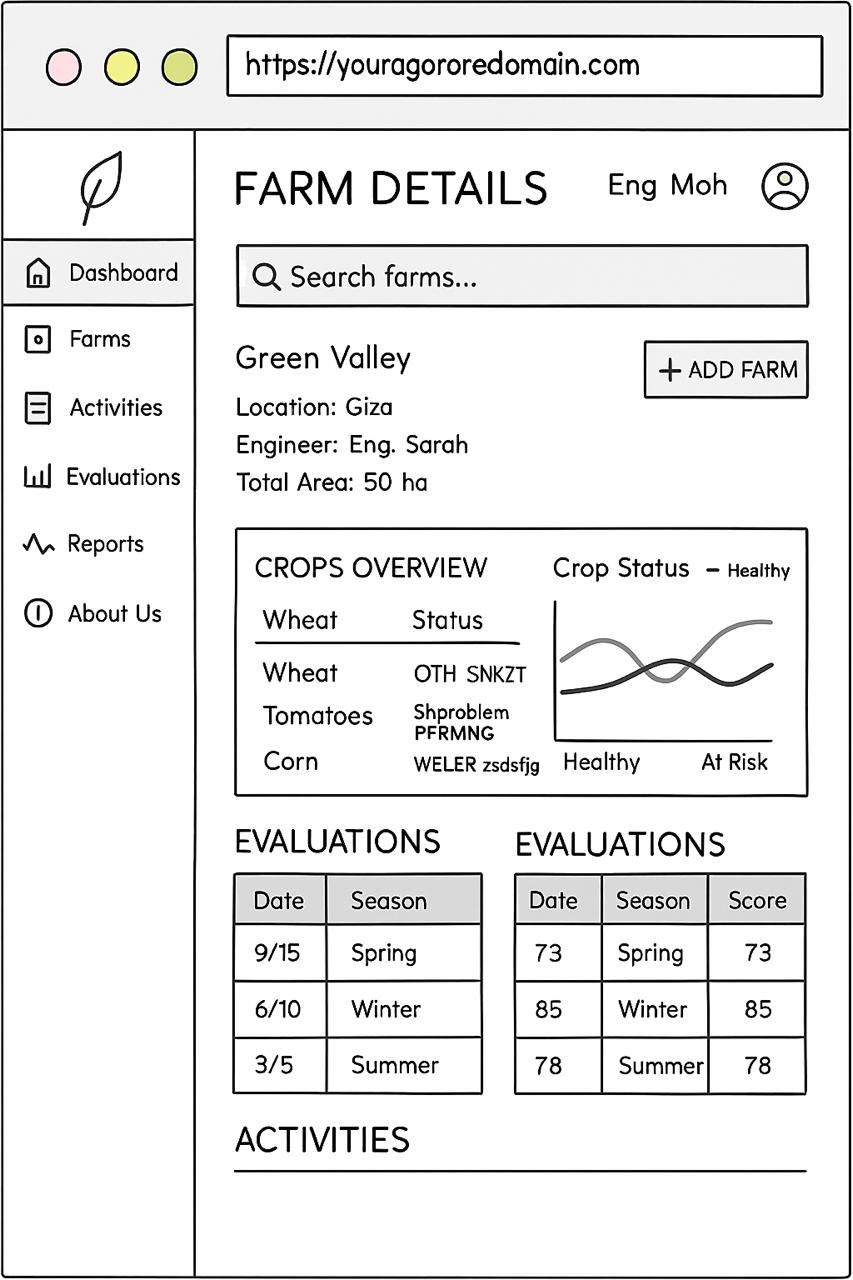 https://youragororedomain.com
FARM DETAILS
Eng Moh
Dashboard
Farms
Activities
Evaluations
Reports
About Us
Search farms...
Green Valley
+ ADD FARM
Location: Giza
Engineer: Eng. Sarah
Total Area: 50 ha
CROPS OVERVIEW
Wheat Status
Wheat OTH SNKZT
Tomatoes Shproblem
PFRMNG
Corn WELER zsdsfjg
Crop Status – Healthy
Healthy At Risk
EVALUATIONS
Date Season
9/15 Spring
6/10 Winter
3/5 Summer
EVALUATIONS
Date Season Score
73 Spring 73
85 Winter 85
78 Summer 78
ACTIVITIES